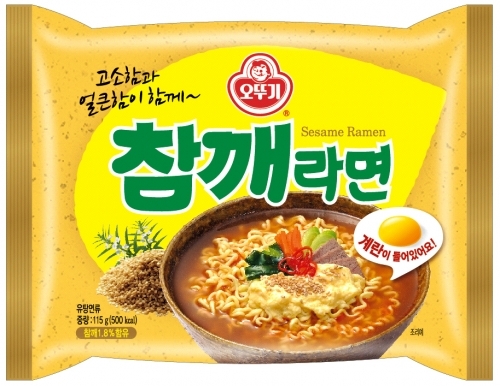 고소함과
얼큰함이 함께~
오뚜기
®
Sesame Ramen
참깨라면
계란이 들어있어요!
유탕면류
중량:115g(500 kcal)
참깨1.8%함유
조리예